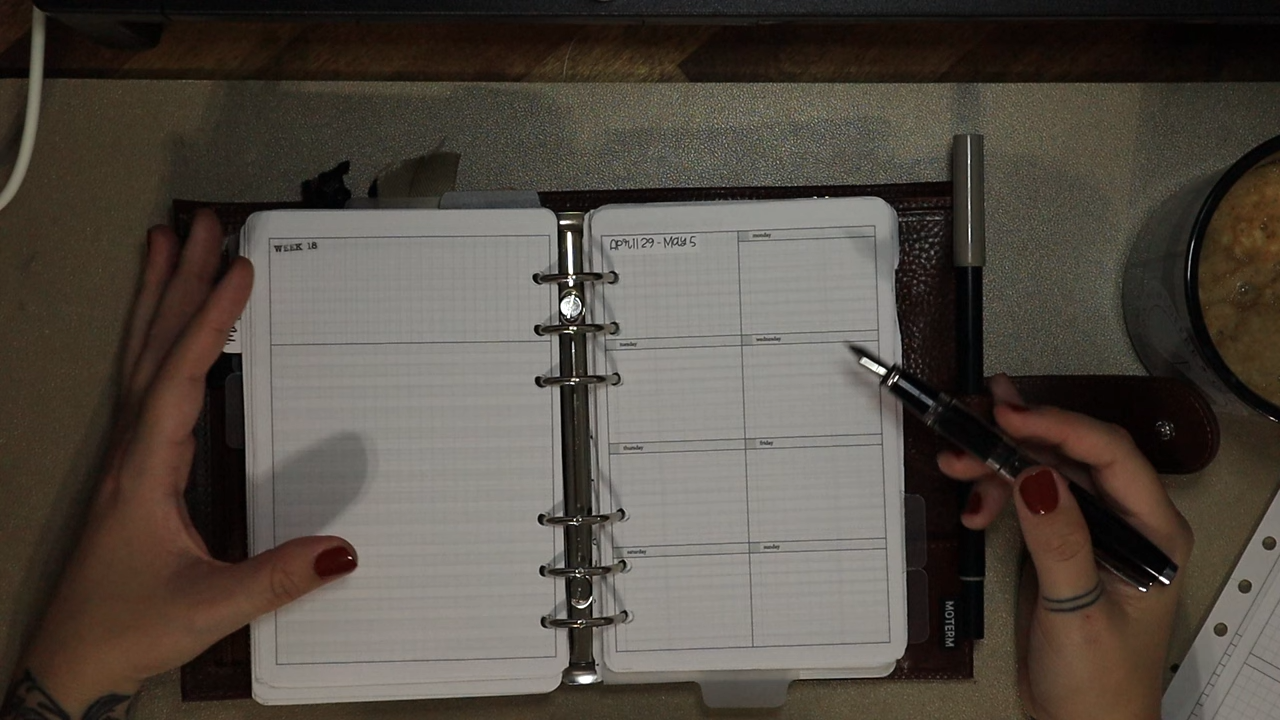 WEEK 18
April 29 - May 5
monday
tuesday
wednesday
thursday
friday
saturday
sunday
MOTERM